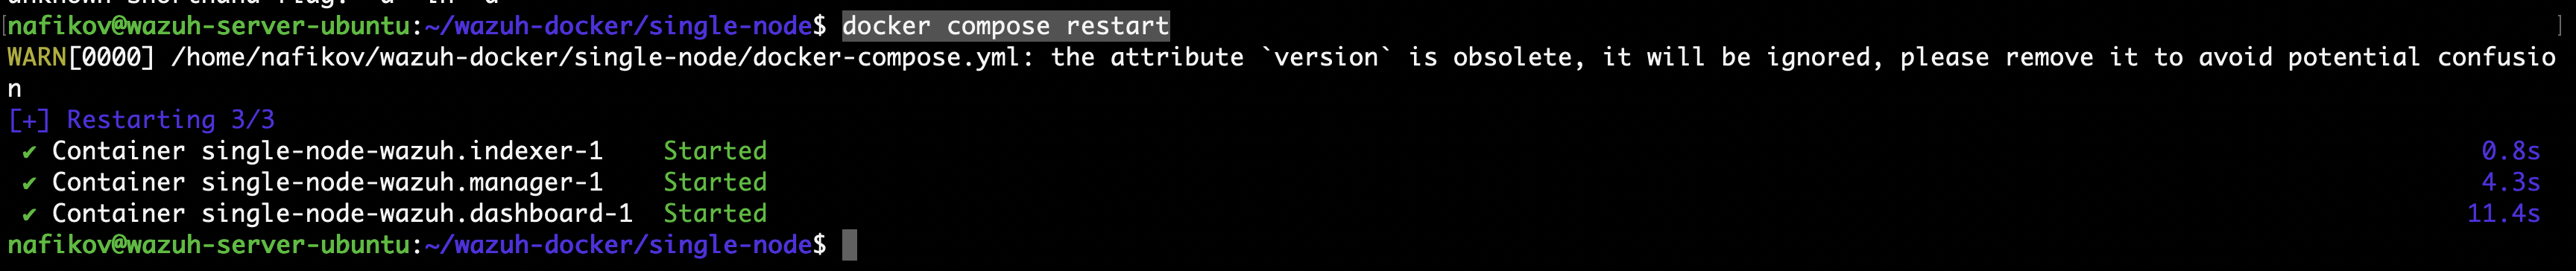 nafikov@wazuh-server-ubuntu:~/wazuh-docker/single-node$ docker compose restart
WARN[0000] /home/nafikov/wazuh-docker/single-node/docker-compose.yml: the attribute `version` is obsolete, it will be ignored, please remove it to avoid potential confusio
n
[+] Restarting 3/3
✔ Container single-node-wazuh.indexer-1 Started 0.8s
✔ Container single-node-wazuh.manager-1 Started 4.3s
✔ Container single-node-wazuh.dashboard-1 Started 11.4s
nafikov@wazuh-server-ubuntu:~/wazuh-docker/single-node$